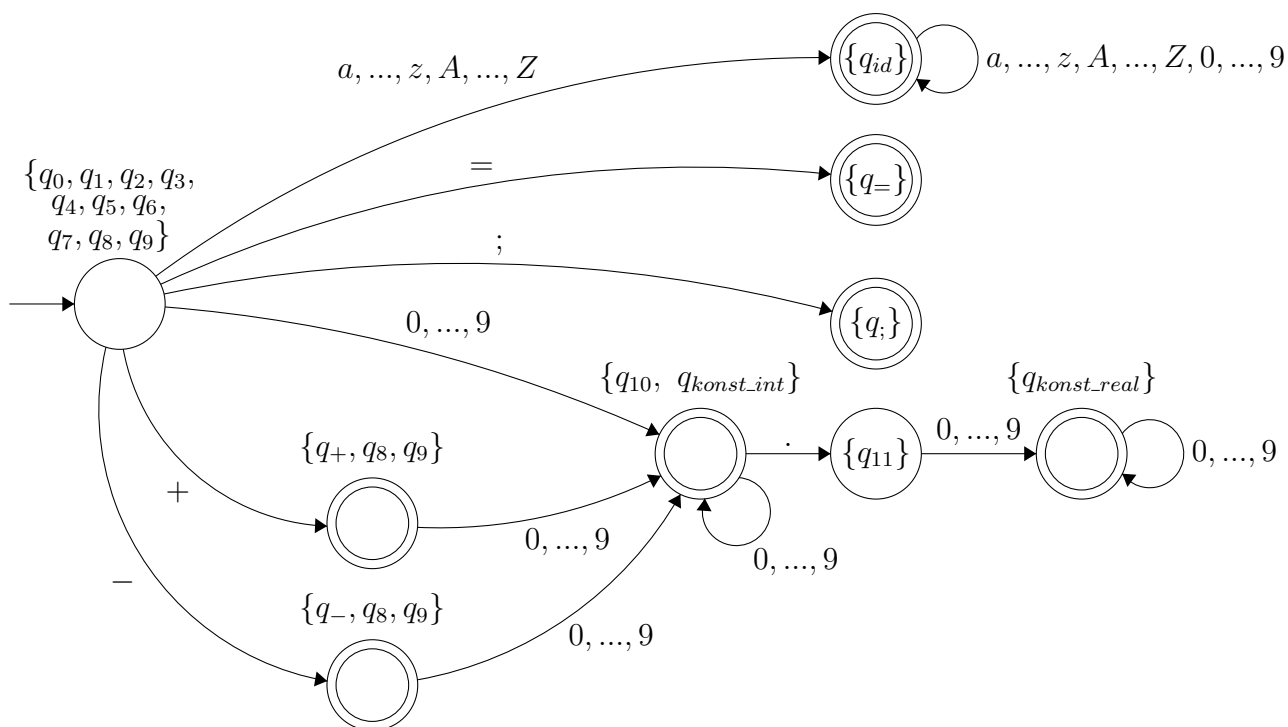 {q_id}
a, ..., z, A, ..., Z
a, ..., z, A, ..., Z, 0, ..., 9
=
{q_=}
{q_0, q_1, q_2, q_3,
q_4, q_5, q_6,
q_7, q_8, q_9}
;
{q_;}
0, ..., 9
{q_10, q_konst_int}
{q_konst_real}
.
{q_11}
0, ..., 9
0, ..., 9
{q_+, q_8, q_9}
+
0, ..., 9
0, ..., 9
{q_−, q_8, q_9}
−
0, ..., 9